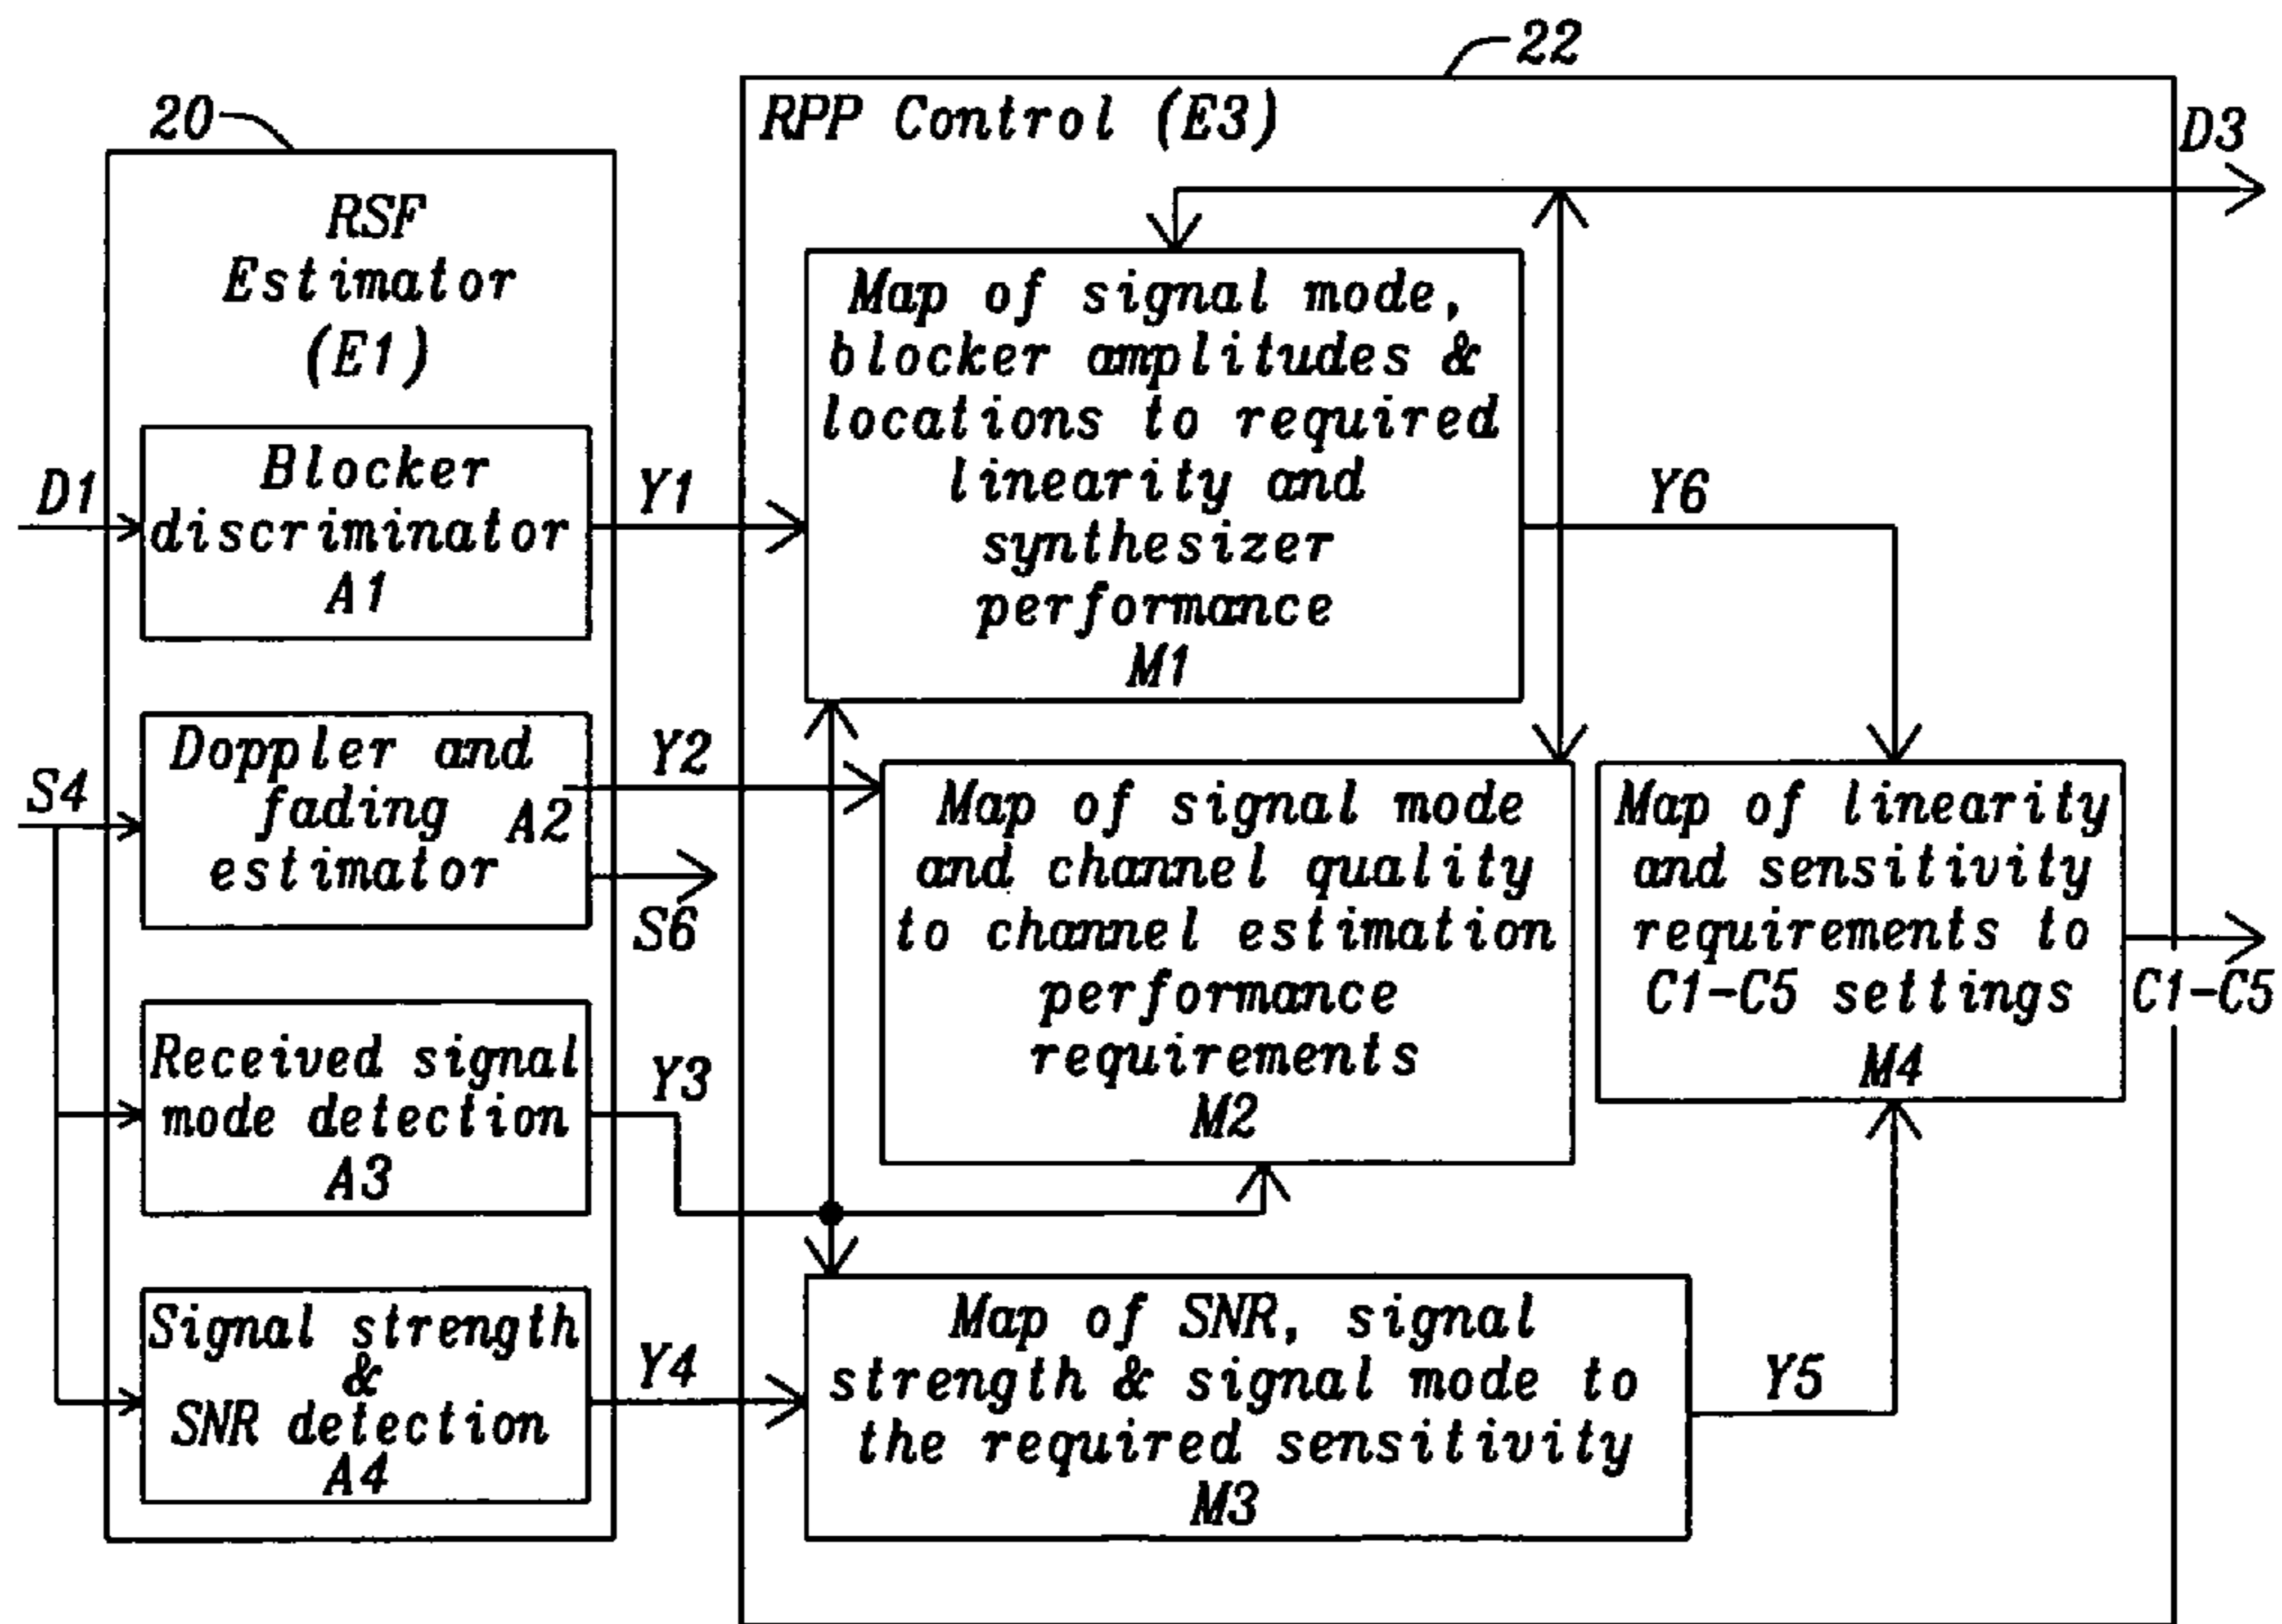 22
20
RPP Control (E3)
D3
RSF
Estimator
(E1)
Map of signal mode,
blocker amplitudes &
locations to required
linearity and
synthesizer
performance
M1
D1
Blocker
discriminator
A1
Y1
Y6
S4
Doppler and
fading
estimator
A2
Y2
S6
Map of signal mode
and channel quality
to channel estimation
performance
requirements
M2
Map of linearity
and sensitivity
requirements to
C1-C5 settings
M4
C1-C5
Received signal
mode detection
A3
Y3
Signal strength
&
SNR detection
A4
Y4
Map of SNR, signal
strength & signal mode to
the required sensitivity
M3
Y5